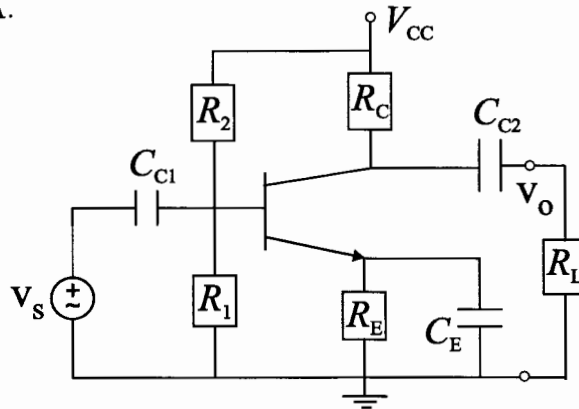 A.
V_CC
R_2
R_C
C_C2
C_C1
v_o
R_L
v_s
+
~
R_1
R_E
C_E